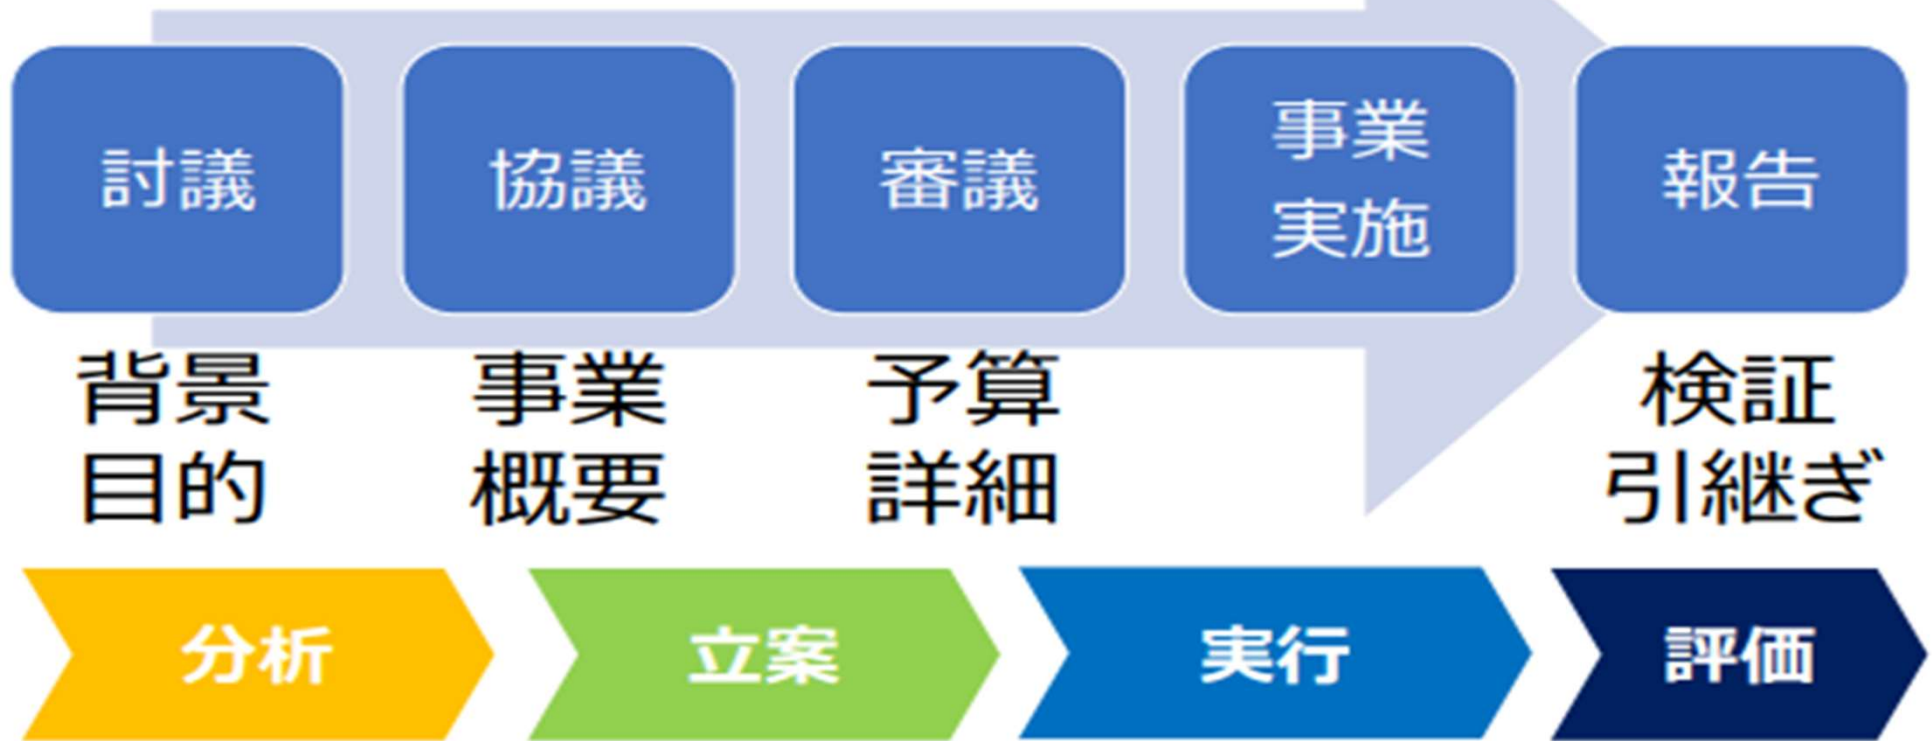 討議
協議
審議
事業
実施
報告
背景
目的
事業
概要
予算
詳細
検証
引継ぎ
分析
立案
実行
評価